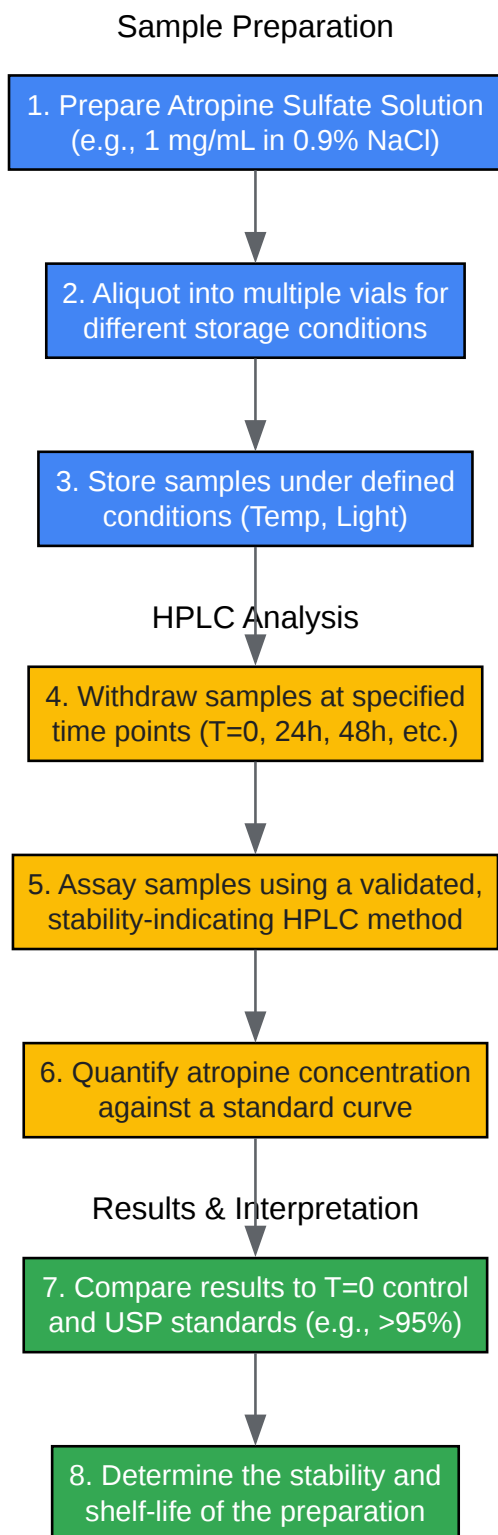 Sample Preparation
1. Prepare Atropine Sulfate Solution
(e.g., 1 mg/mL in 0.9% NaCl)
2. Aliquot into multiple vials for
different storage conditions
3. Store samples under defined
conditions (Temp, Light)
HPLC Analysis
4. Withdraw samples at specified
time points (T=0, 24h, 48h, etc.)
5. Assay samples using a validated,
stability-indicating HPLC method
6. Quantify atropine concentration
against a standard curve
Results & Interpretation
7. Compare results to T=0 control
and USP standards (e.g., >95%)
8. Determine the stability and
shelf-life of the preparation